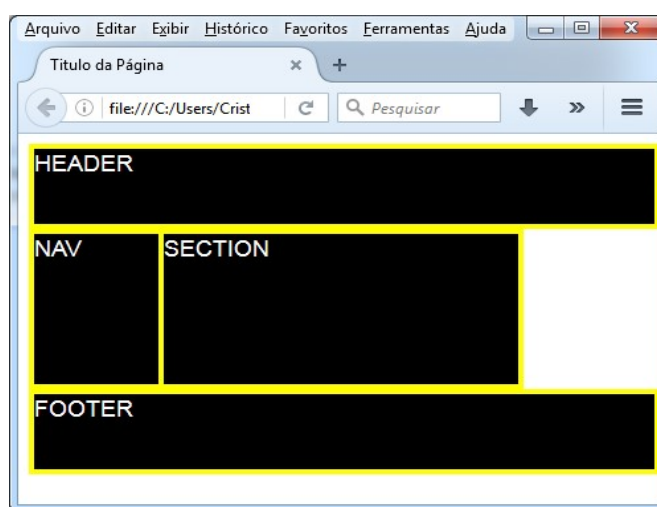 Arquivo Editar Exibir Histórico Favoritos Ferramentas Ajuda
Titulo da Página
file:///C:/Users/Crist
Pesquisar
HEADER
NAV SECTION
FOOTER